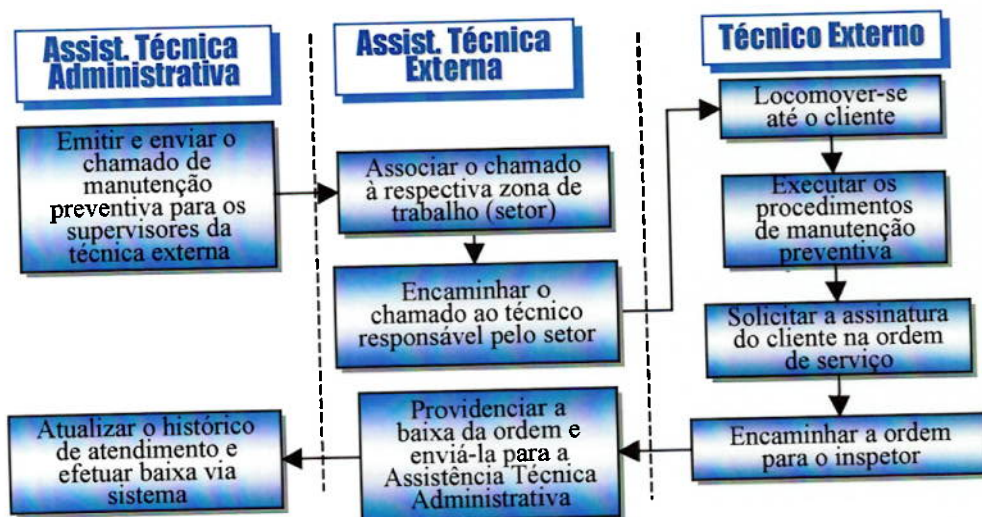 Assist. Técnica
Administrativa
Assist. Técnica
Externa
Técnico Externo
Emitir e enviar o
chamado de
manutenção
preventiva para os
supervisores da
técnica externa
Associar o chamado
à respectiva zona de
trabalho (setor)
Encaminhar o
chamado ao técnico
responsável pelo setor
Locomover-se
até o cliente
Executar os
procedimentos
de manutenção
preventiva
Solicitar a assinatura
do cliente na ordem
de serviço
Encaminhar a ordem
para o inspetor
Providenciar a
baixa da ordem e
enviá-la para a
Assistência Técnica
Administrativa
Atualizar o histórico
de atendimento e
efetuar baixa via
sistema